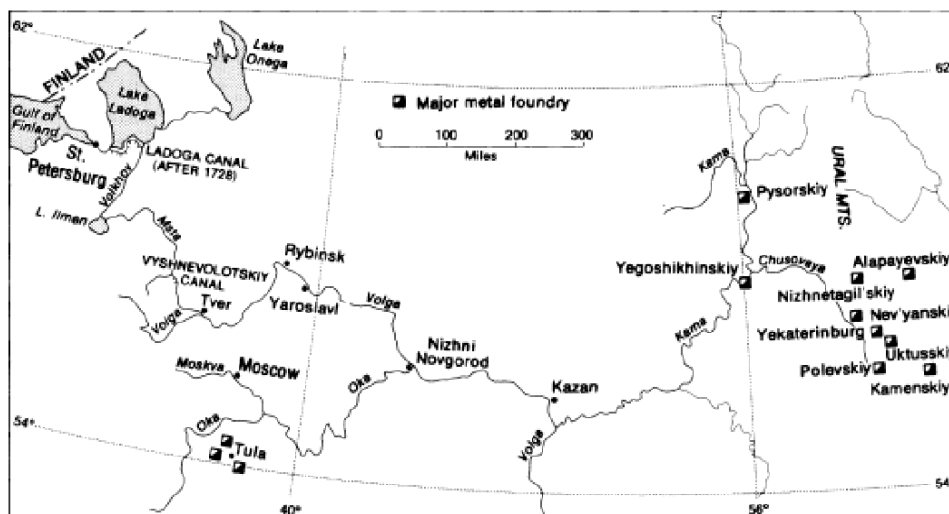 62°
Lake
Onega
FINLAND
Lake
Ladoga
Gulf of
Finland
St.
Petersburg
LADOGA CANAL
(AFTER 1728)
Volkhov
L. Ilmen
Msta
Major metal foundry
0 100 200 300
Miles
62
Kama
Pysorskiy
URAL MTS.
VYSHNEVOLOTSKIY
CANAL
Rybinsk
Tver
Volga
Yaroslavl
Volga
Yegoshikhinskiy
Chusovaya
Alapayevskiy
Nizhnetagil'skiy
Nev'yanski
Yekaterinburg
Uktusski
Polevskiy
Kamenskiy
Kama
Nizhni
Novgorod
Moskva
Moscow
Oka
Kazan
54°
Oka
Tula
Volga
40°
56°
54